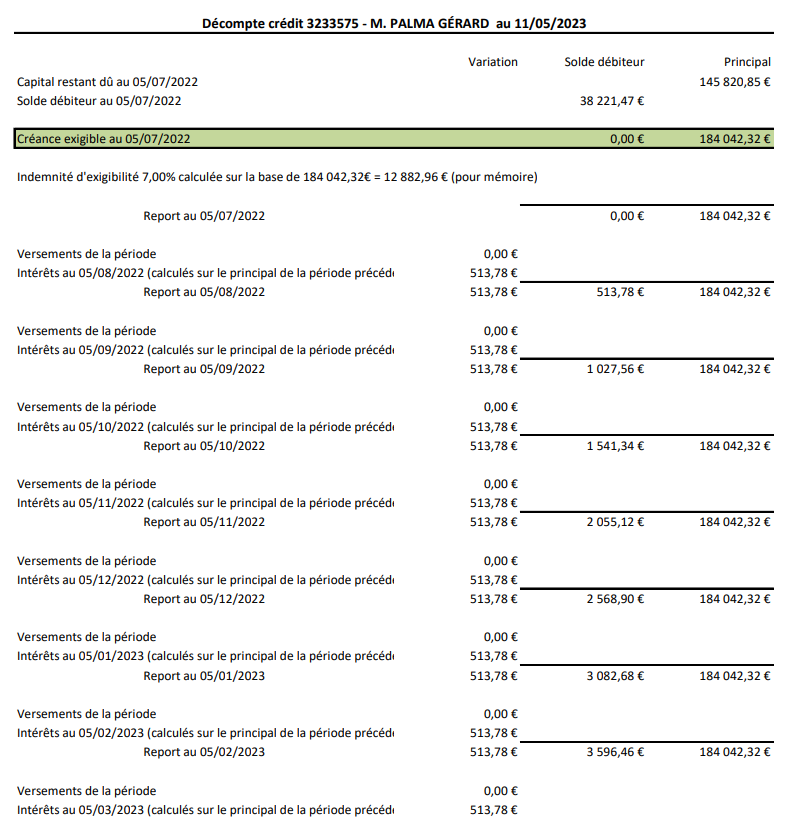 Décompte crédit 3233575 - M. PALMA GÉRARD au 11/05/2023
Variation Solde débiteur Principal
Capital restant dû au 05/07/2022 145 820,85 €
Solde débiteur au 05/07/2022 38 221,47 €
Créance exigible au 05/07/2022 0,00 € 184 042,32 €
Indemnité d'exigibilité 7,00% calculée sur la base de 184 042,32€ = 12 882,96 € (pour mémoire)
Report au 05/07/2022 0,00 € 184 042,32 €
Versements de la période 0,00 €
Intérêts au 05/08/2022 (calculés sur le principal de la période précéde 513,78 €
Report au 05/08/2022 513,78 € 513,78 € 184 042,32 €
Versements de la période 0,00 €
Intérêts au 05/09/2022 (calculés sur le principal de la période précéde 513,78 €
Report au 05/09/2022 513,78 € 1 027,56 € 184 042,32 €
Versements de la période 0,00 €
Intérêts au 05/10/2022 (calculés sur le principal de la période précéde 513,78 €
Report au 05/10/2022 513,78 € 1 541,34 € 184 042,32 €
Versements de la période 0,00 €
Intérêts au 05/11/2022 (calculés sur le principal de la période précéde 513,78 €
Report au 05/11/2022 513,78 € 2 055,12 € 184 042,32 €
Versements de la période 0,00 €
Intérêts au 05/12/2022 (calculés sur le principal de la période précéde 513,78 €
Report au 05/12/2022 513,78 € 2 568,90 € 184 042,32 €
Versements de la période 0,00 €
Intérêts au 05/01/2023 (calculés sur le principal de la période précéde 513,78 €
Report au 05/01/2023 513,78 € 3 082,68 € 184 042,32 €
Versements de la période 0,00 €
Intérêts au 05/02/2023 (calculés sur le principal de la période précéde 513,78 €
Report au 05/02/2023 513,78 € 3 596,46 € 184 042,32 €
Versements de la période 0,00 €
Intérêts au 05/03/2023 (calculés sur le principal de la période précéde 513,78 €